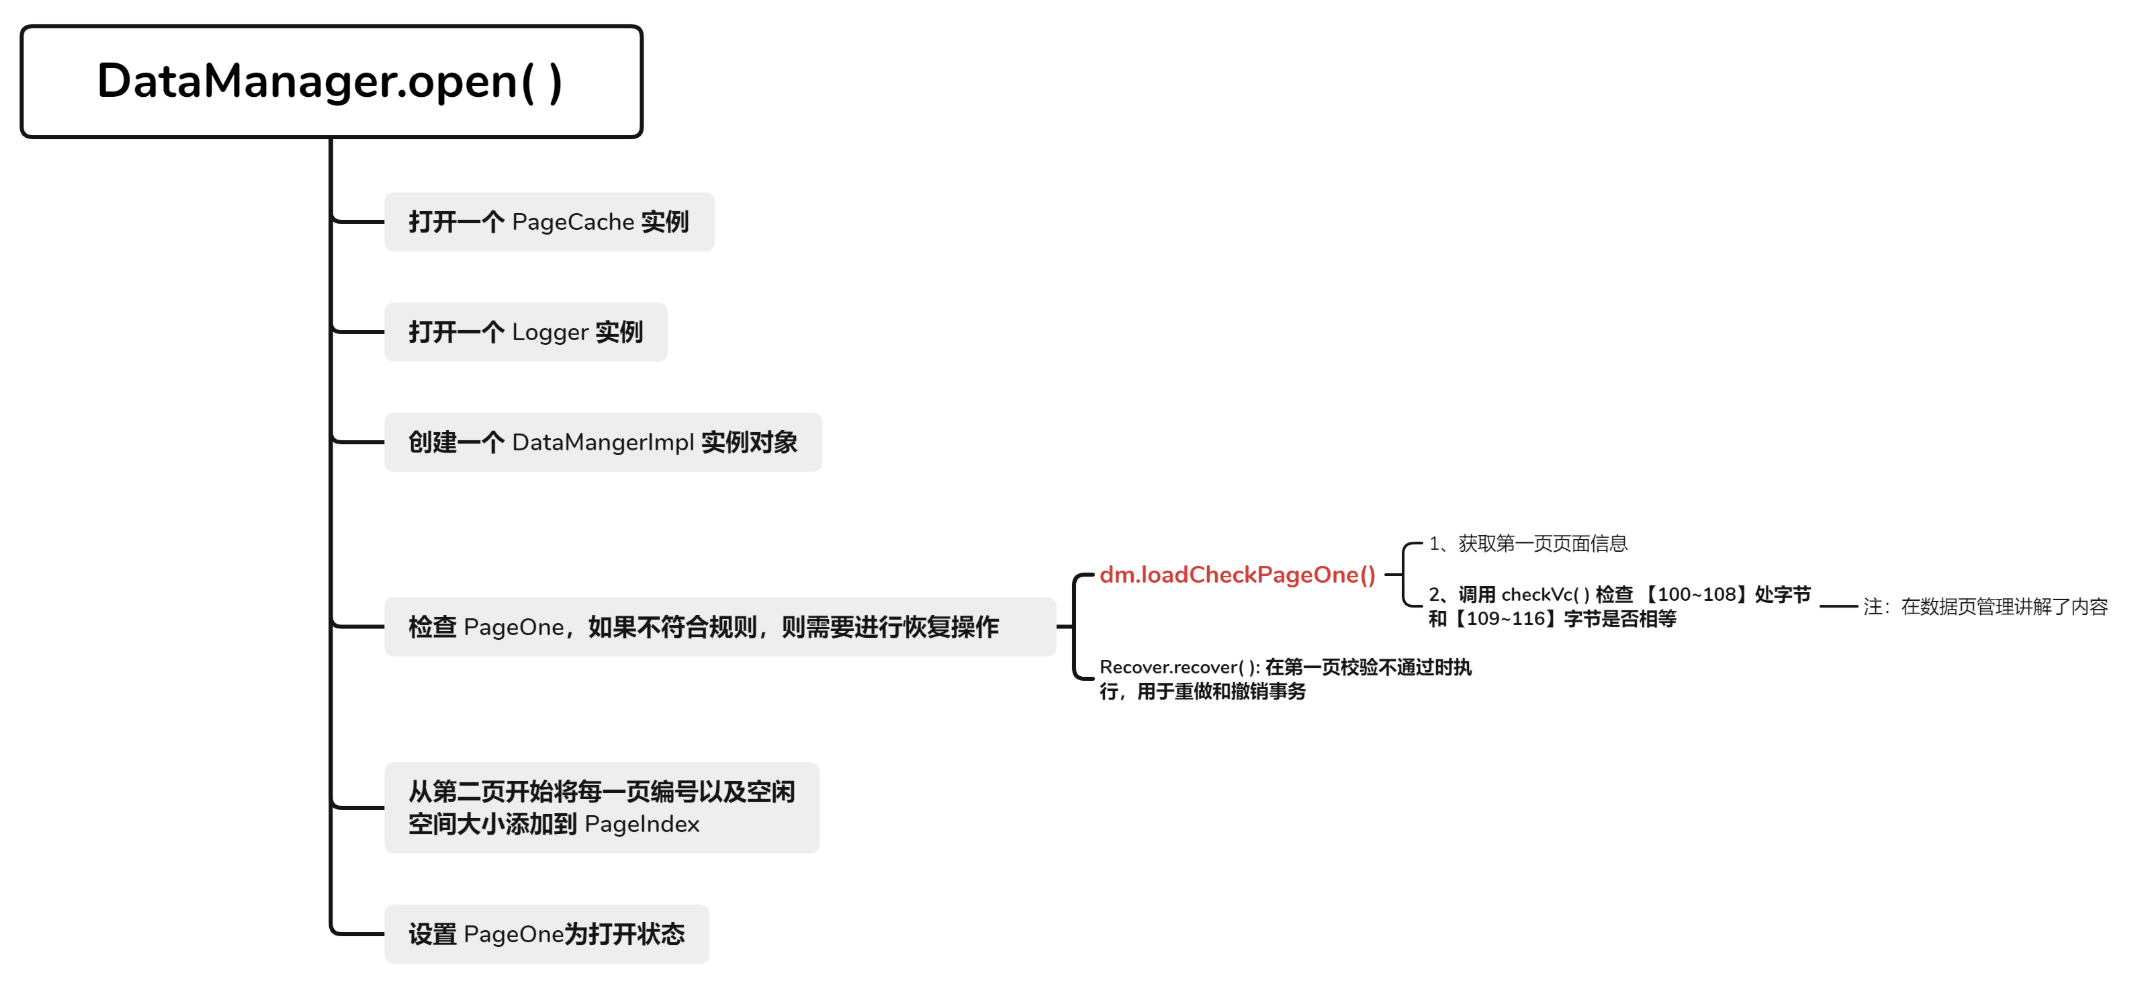 DataManager.open( )
打开一个 PageCache 实例
打开一个 Logger 实例
创建一个 DataMangerImpl 实例对象
检查 PageOne，如果不符合规则，则需要进行恢复操作
dm.loadCheckPageOne()
1、获取第一页页面信息
2、调用 checkVc( ) 检查 【100~108】处字节
和【109~116】字节是否相等
注：在数据页管理讲解了内容
Recover.recover( ): 在第一页校验不通过时执
行，用于重做和撤销事务
从第二页开始将每一页编号以及空闲
空间大小添加到 PageIndex
设置 PageOne为打开状态